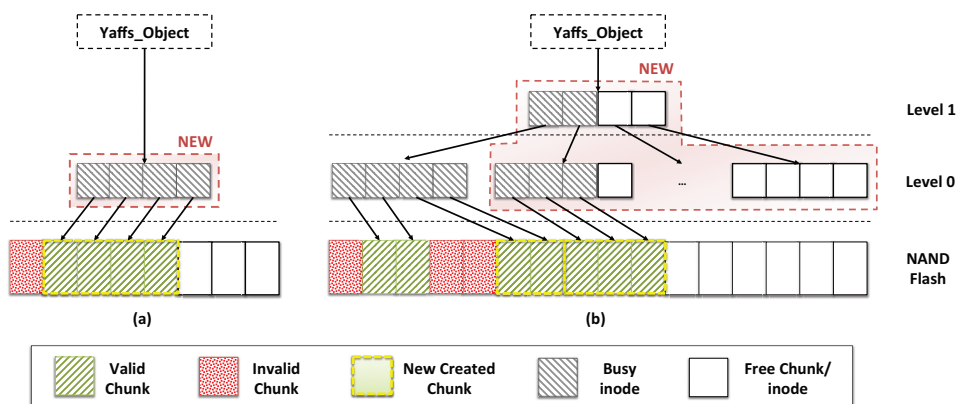 Yaffs_Object
Yaffs_Object
NEW
NEW
Level 1
...
Level 0
NAND
Flash
(a)
(b)
Valid
Chunk
Invalid
Chunk
New Created
Chunk
Busy
inode
Free Chunk/
inode